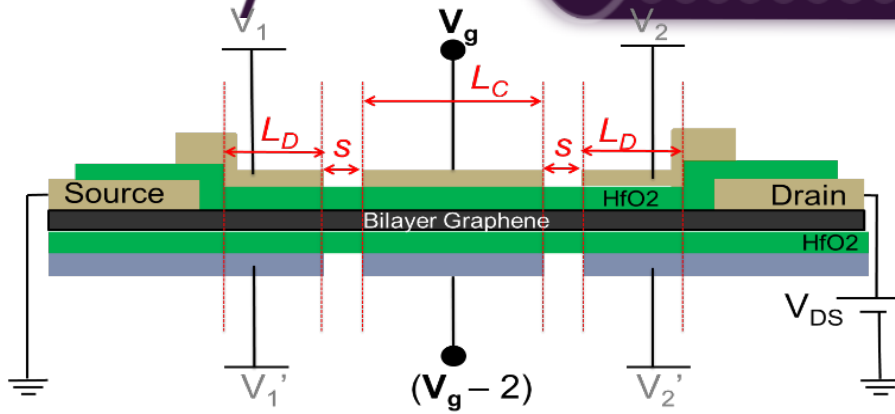 V1
Vg
V2
LC
LD
s
s
LD
Source
HfO2
Drain
Bilayer Graphene
HfO2
VDS
V1'
(Vg – 2)
V2'